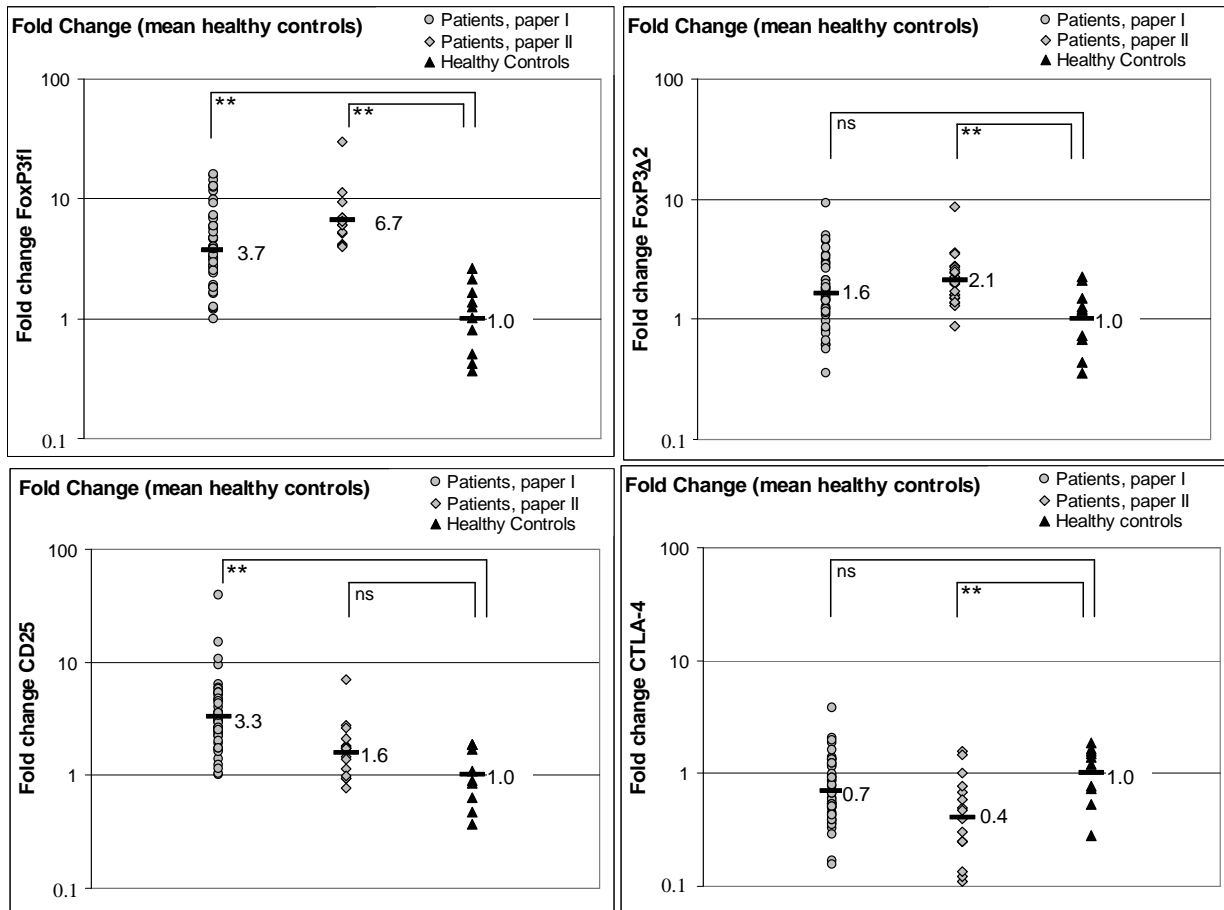 Fold Change (mean healthy controls)
Patients, paper I
Patients, paper II
Healthy Controls
Fold change FoxP3fl
100
10
1
0.1
**
**
3.7
6.7
1.0
Fold Change (mean healthy controls)
Patients, paper I
Patients, paper II
Healthy Controls
Fold change FoxP3Δ2
100
10
1
0.1
ns
**
1.6
2.1
1.0
Fold Change (mean healthy controls)
Patients, paper I
Patients, paper II
Healthy Controls
Fold change CD25
100
10
1
0.1
**
ns
3.3
1.6
1.0
Fold Change (mean healthy controls)
Patients, paper I
Patients, paper II
Healthy controls
Fold change CTLA-4
100
10
1
0.1
ns
**
0.7
0.4
1.0